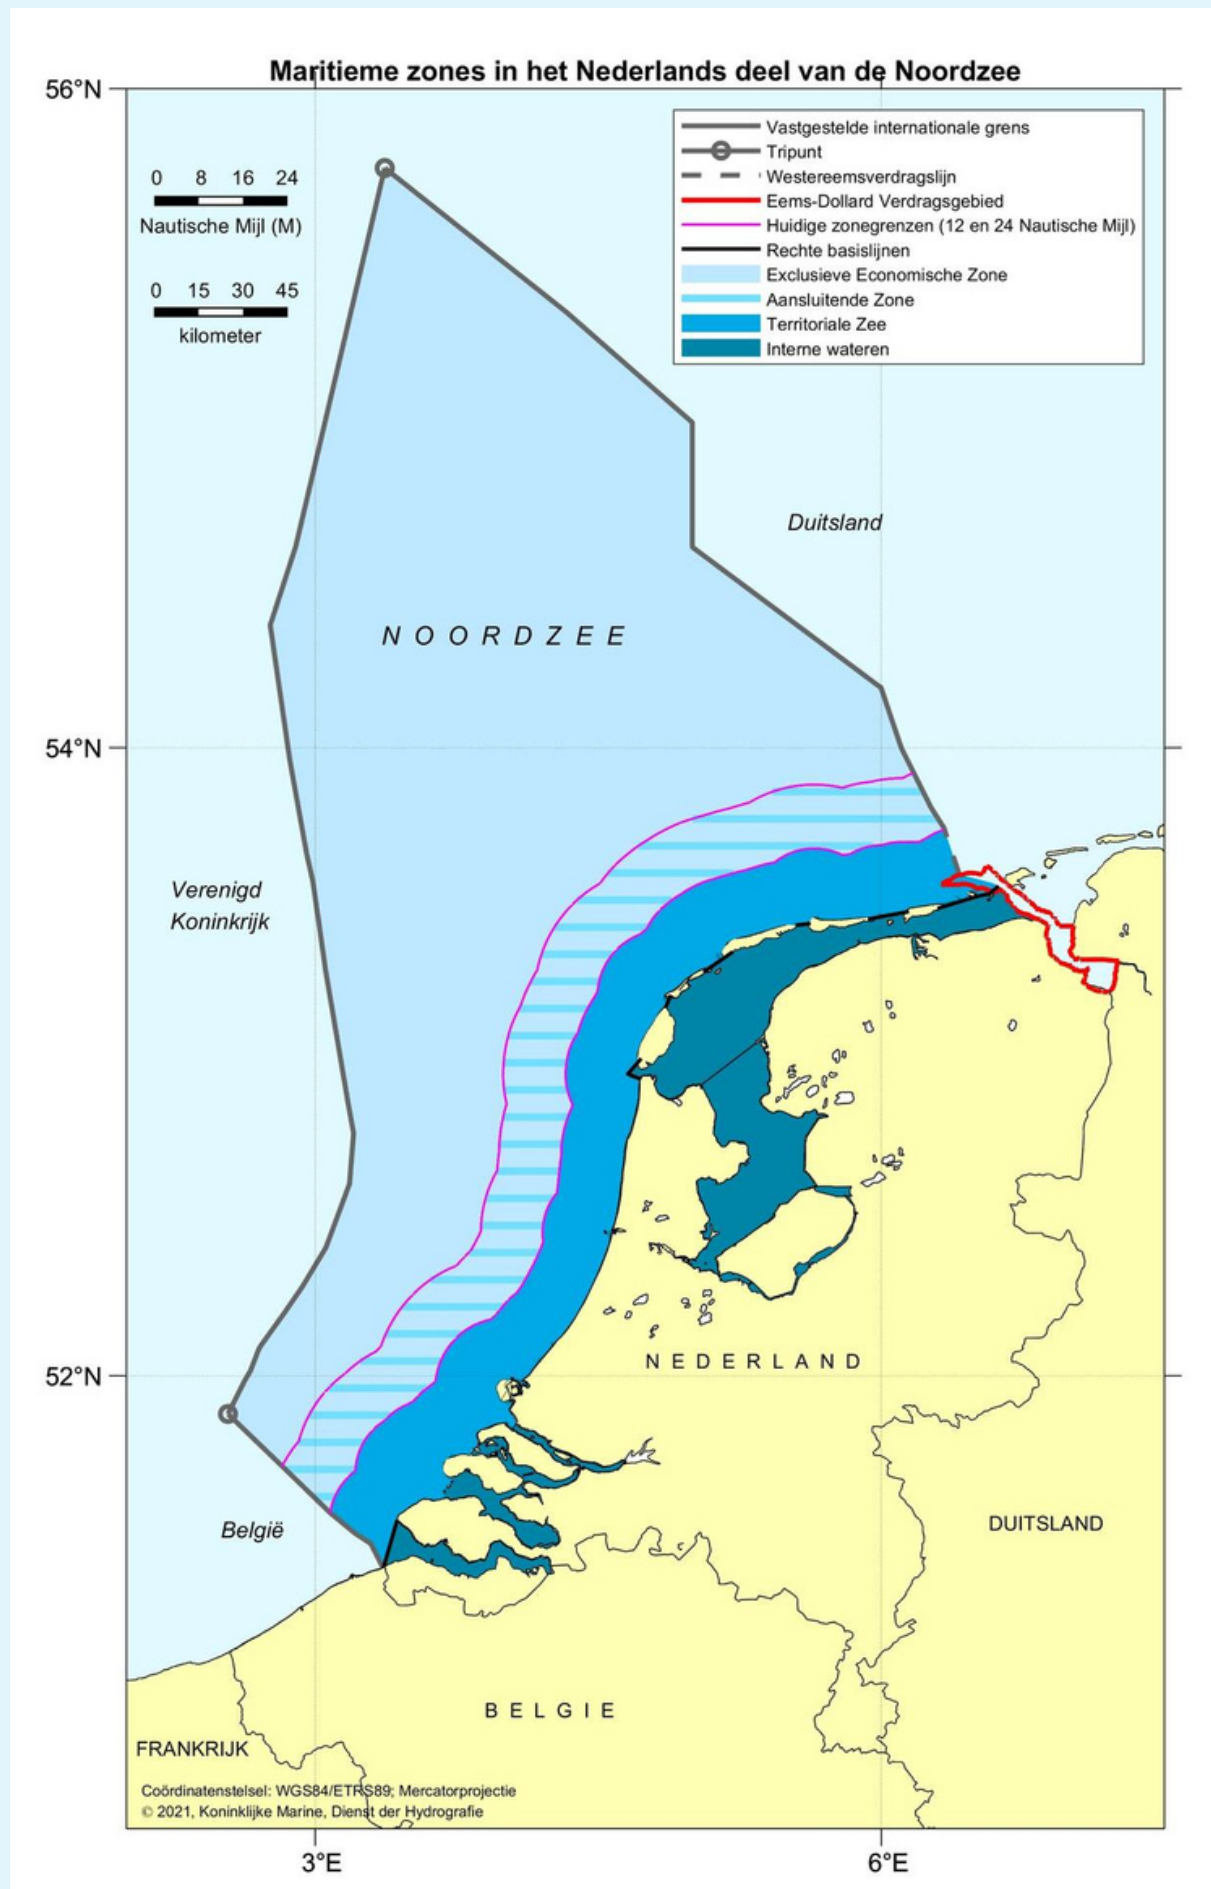 Maritieme zones in het Nederlands deel van de Noordzee
56°N
Vastgestelde internationale grens
Tripunt
Westereemsverdragslijn
Eems-Dollard Verdragsgebied
Huidige zonegrenzen (12 en 24 Nautische Mijl)
Rechte basislijnen
Exclusieve Economische Zone
Aansluitende Zone
Territoriale Zee
Interne wateren
0 8 16 24
Nautische Mijl (M)
0 15 30 45
kilometer
Duitsland
NOORDZEE
54°N
Verenigd
Koninkrijk
NEDERLAND
52°N
België
DUITSLAND
BELGIE
FRANKRIJK
Coördinatenstelsel: WGS84/ETRS89; Mercatorprojectie
© 2021, Koninklijke Marine, Dienst der Hydrografie
3°E
6°E